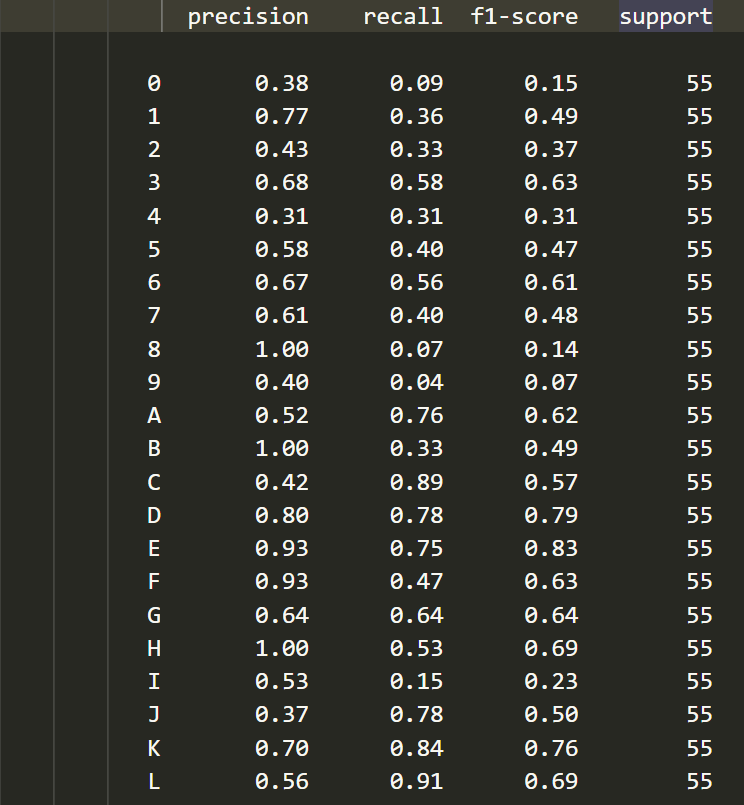 precision recall f1-score support
0 0.38 0.09 0.15 55
1 0.77 0.36 0.49 55
2 0.43 0.33 0.37 55
3 0.68 0.58 0.63 55
4 0.31 0.31 0.31 55
5 0.58 0.40 0.47 55
6 0.67 0.56 0.61 55
7 0.61 0.40 0.48 55
8 1.00 0.07 0.14 55
9 0.40 0.04 0.07 55
A 0.52 0.76 0.62 55
B 1.00 0.33 0.49 55
C 0.42 0.89 0.57 55
D 0.80 0.78 0.79 55
E 0.93 0.75 0.83 55
F 0.93 0.47 0.63 55
G 0.64 0.64 0.64 55
H 1.00 0.53 0.69 55
I 0.53 0.15 0.23 55
J 0.37 0.78 0.50 55
K 0.70 0.84 0.76 55
L 0.56 0.91 0.69 55